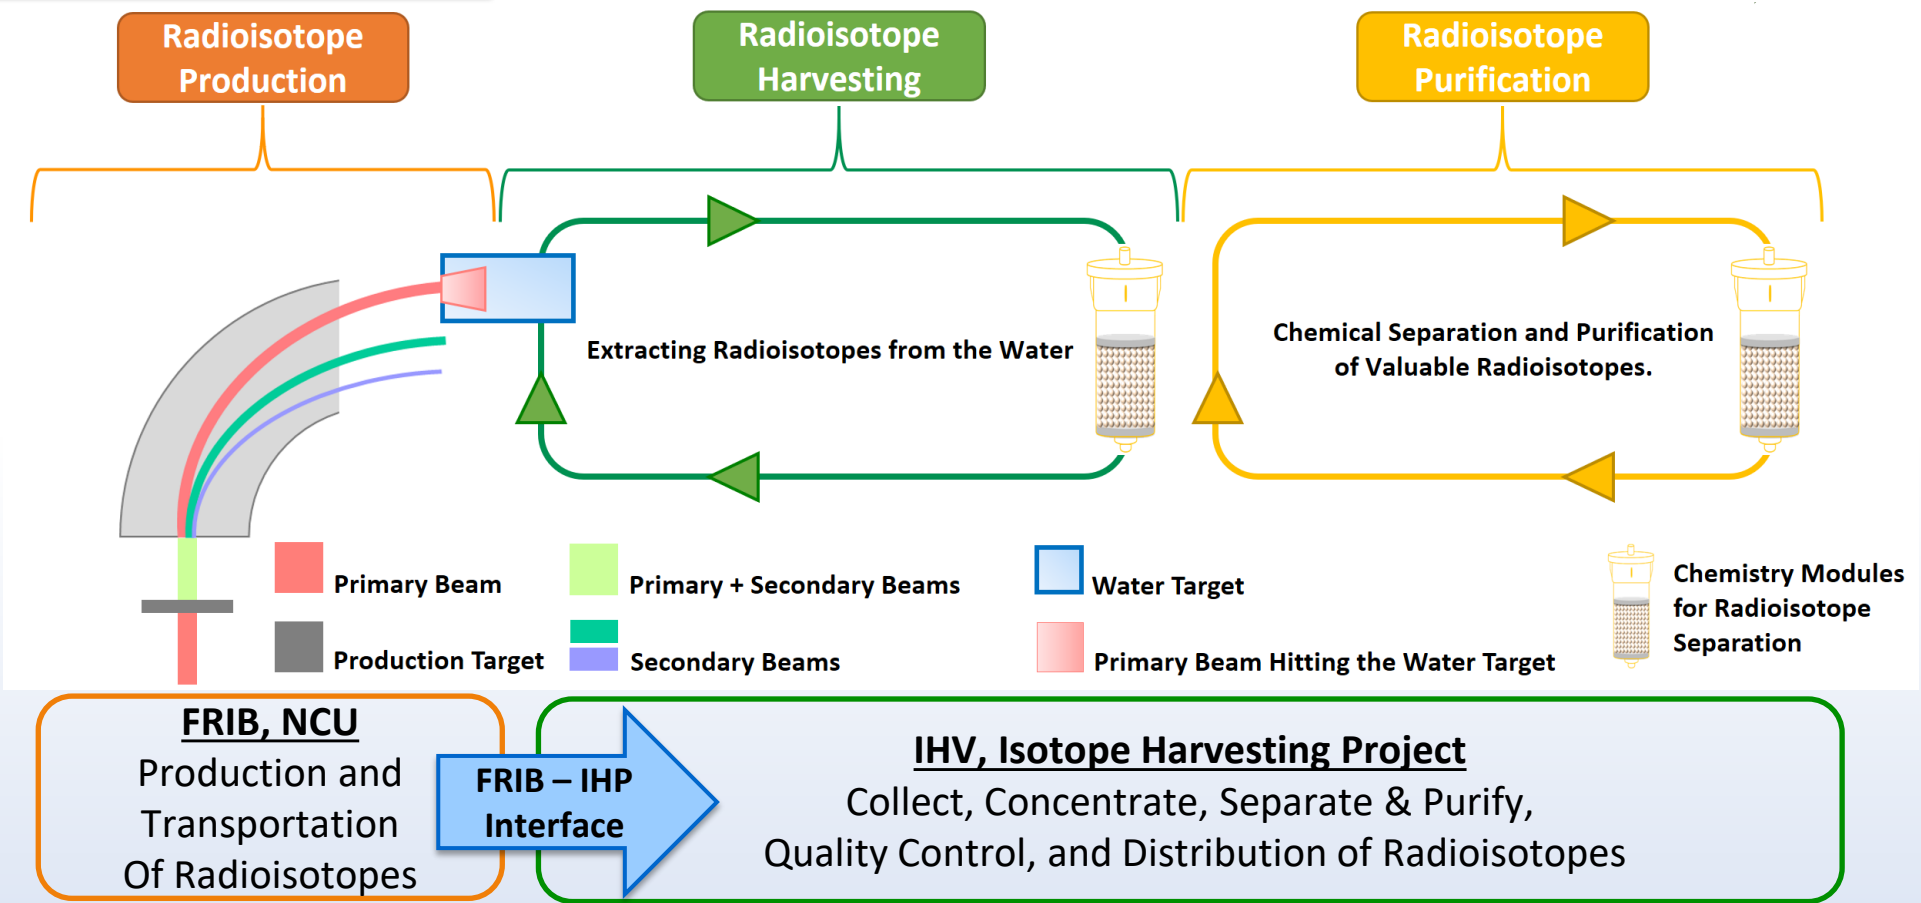 Radioisotope
Production
Radioisotope
Harvesting
Radioisotope
Purification
Extracting Radioisotopes from the Water
Chemical Separation and Purification
of Valuable Radioisotopes.
Primary Beam
Primary + Secondary Beams
Water Target
Chemistry Modules
for Radioisotope
Separation
Production Target
Secondary Beams
Primary Beam Hitting the Water Target
FRIB, NCU
Production and
Transportation
Of Radioisotopes
FRIB – IHP
Interface
IHV, Isotope Harvesting Project
Collect, Concentrate, Separate & Purify,
Quality Control, and Distribution of Radioisotopes